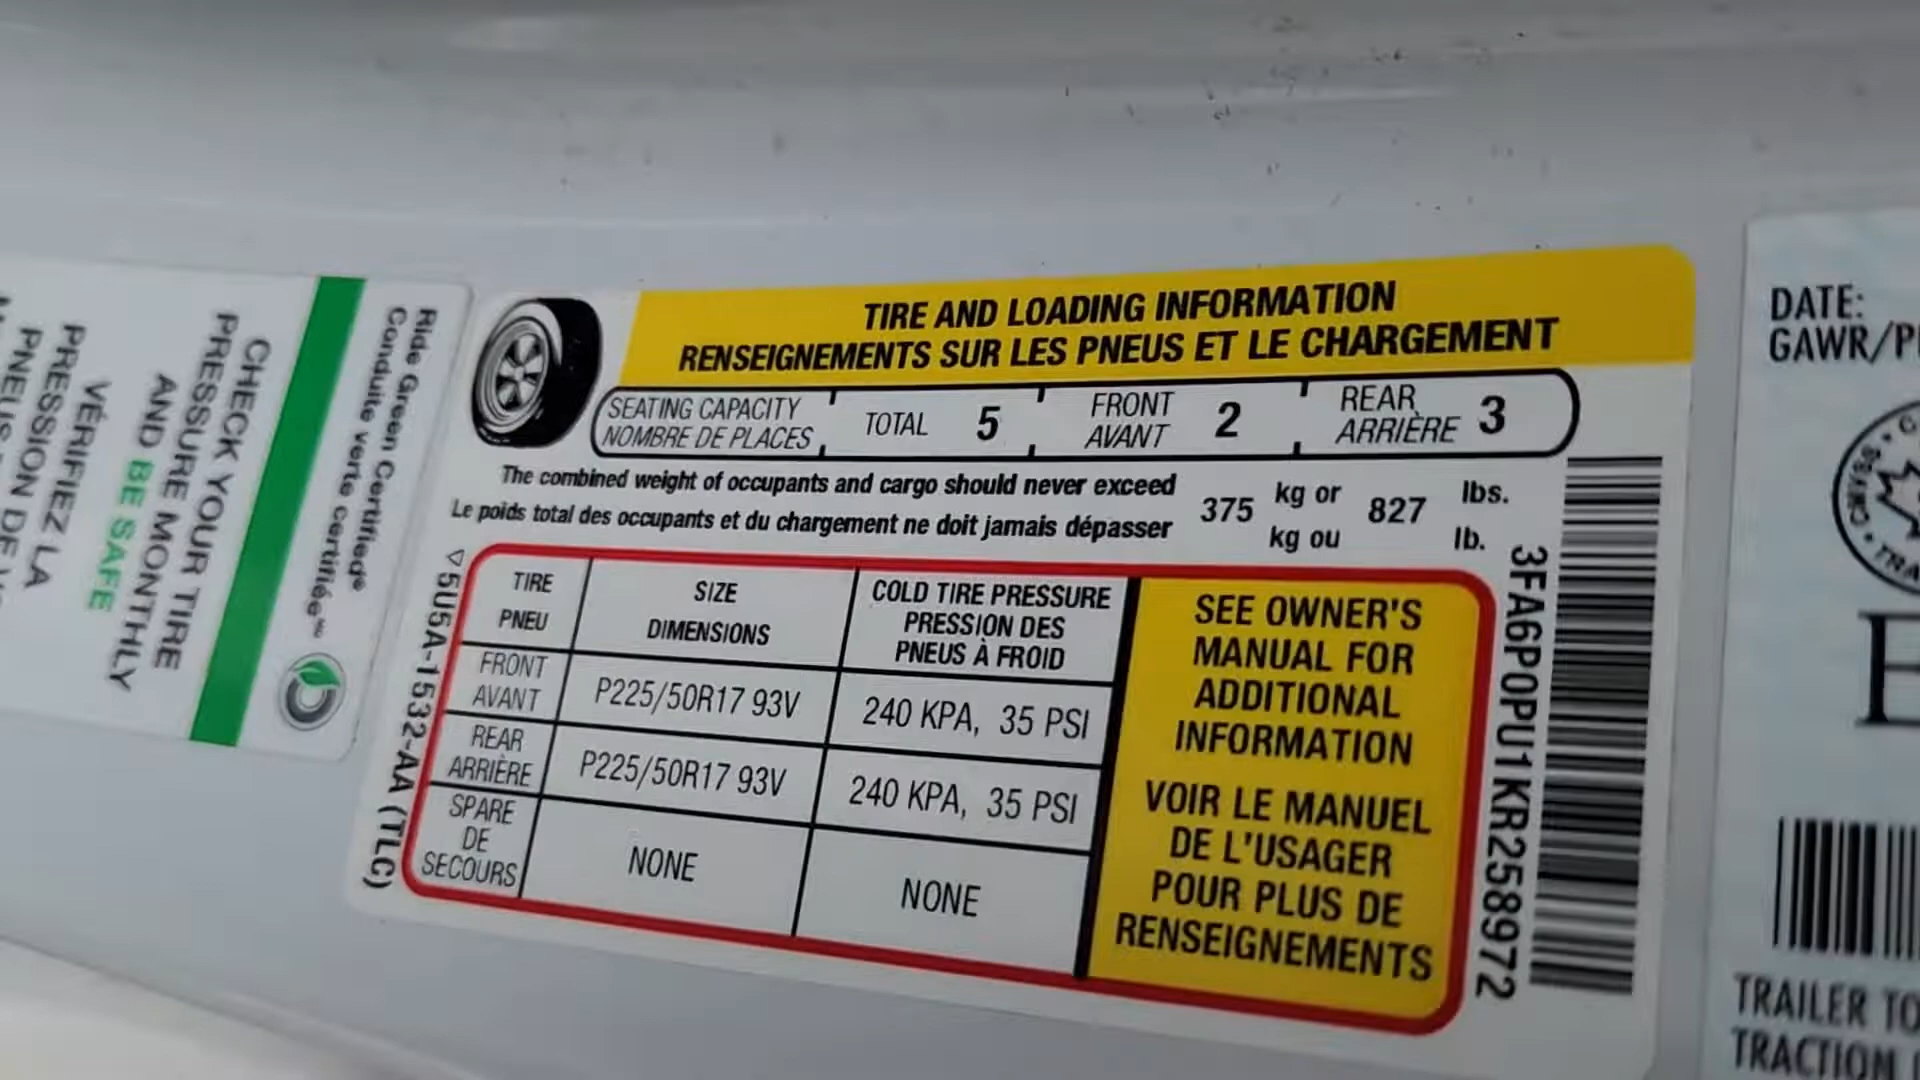 CHECK YOUR TIRE
PRESSURE MONTHLY
AND BE SAFE
VÉRIFIEZ LA
PRESSION DE
PNEUS
Ride Green Certified®
Conduite verte certifiée
TIRE AND LOADING INFORMATION
RENSEIGNEMENTS SUR LES PNEUS ET LE CHARGEMENT
SEATING CAPACITY
NOMBRE DE PLACES
TOTAL 5
FRONT
AVANT 2
REAR
ARRIÈRE 3
The combined weight of occupants and cargo should never exceed
Le poids total des occupants et du chargement ne doit jamais dépasser
375 kg or
kg ou
827 lbs.
lb.
5U5A-1532-AA (TLC)
TIRE
PNEU
SIZE
DIMENSIONS
COLD TIRE PRESSURE
PRESSION DES
PNEUS À FROID
FRONT
AVANT
P225/50R17 93V
240 KPA, 35 PSI
REAR
ARRIÈRE
P225/50R17 93V
240 KPA, 35 PSI
SPARE
DE
SECOURS
NONE
NONE
SEE OWNER'S
MANUAL FOR
ADDITIONAL
INFORMATION
VOIR LE MANUEL
DE L'USAGER
POUR PLUS DE
RENSEIGNEMENTS
3FA6P0PU1KR258972
DATE:
GAWR/P
TRAILER TO
TRACTION